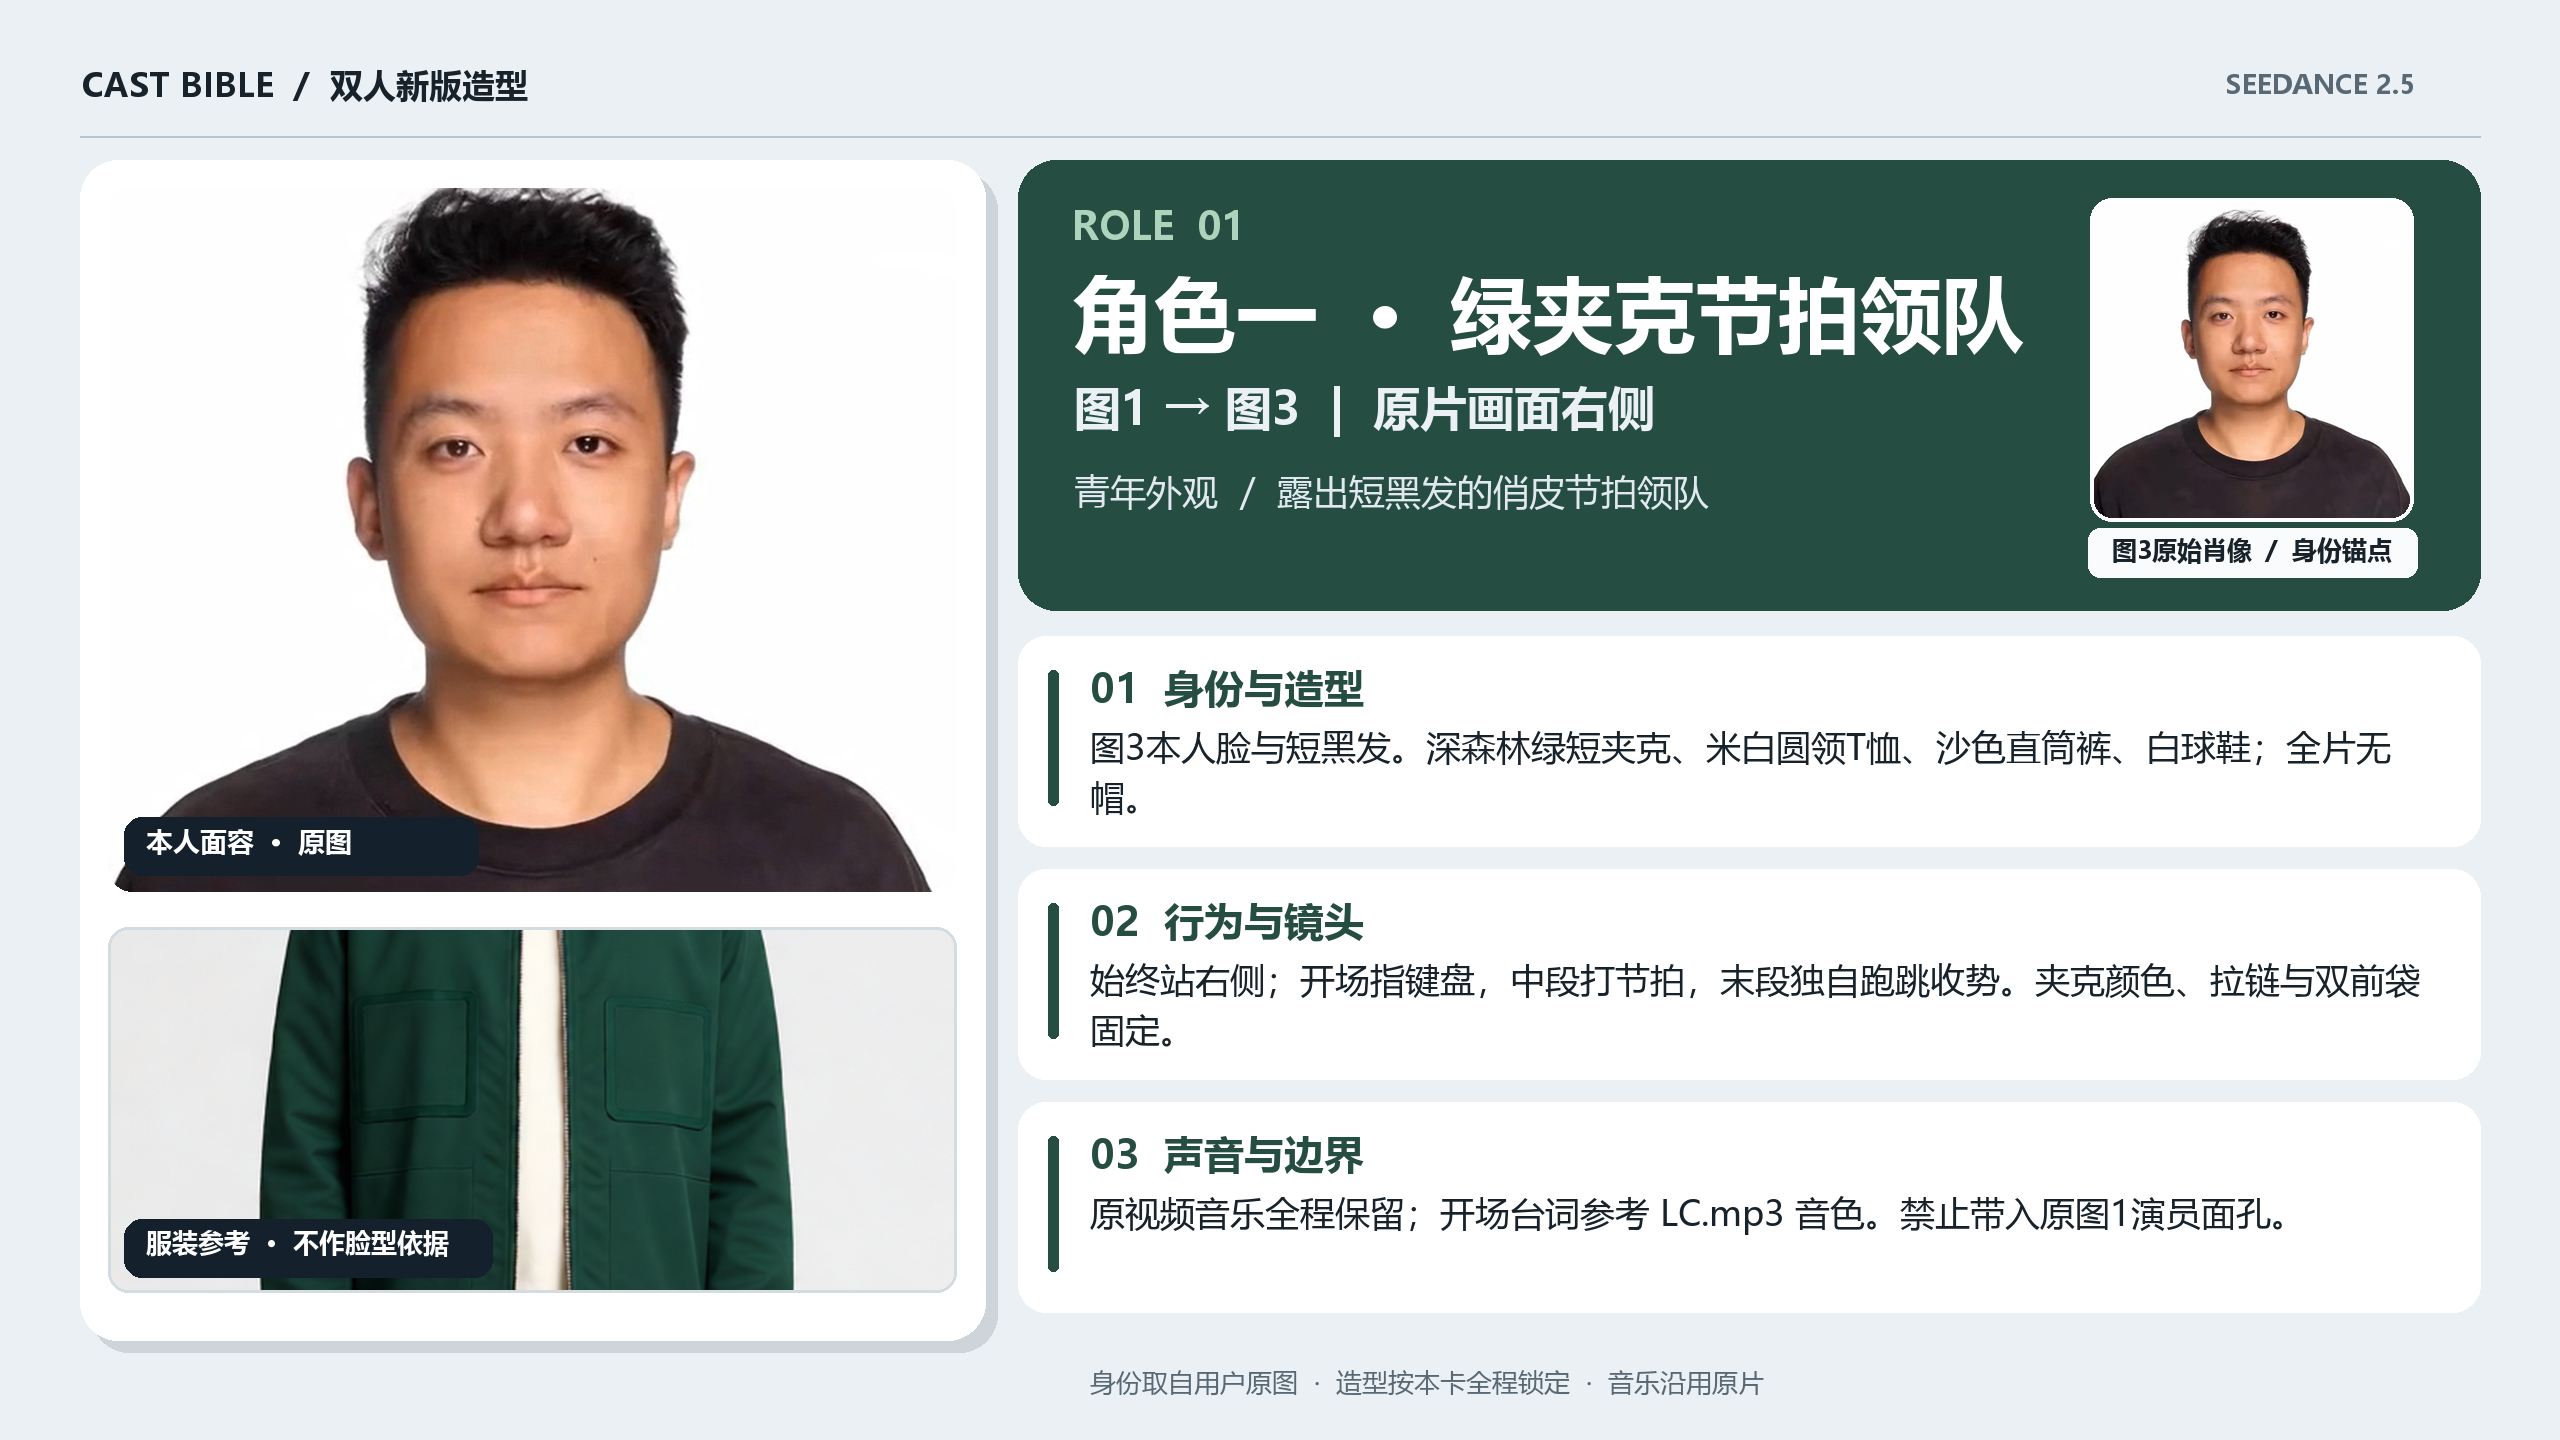 CAST BIBLE / 双人新版造型
SEEDANCE 2.5
本人面容 · 原图
服装参考 · 不作脸型依据
ROLE 01
角色一 · 绿夹克节拍领队
图1 → 图3 | 原片画面右侧
青年外观 / 露出短黑发的俏皮节拍领队
图3原始肖像 / 身份锚点
01 身份与造型
图3本人脸与短黑发。深森林绿短夹克、米白圆领T恤、沙色直筒裤、白球鞋；全片无
帽。
02 行为与镜头
始终站右侧；开场指键盘，中段打节拍，末段独自跑跳收势。夹克颜色、拉链与双前袋
固定。
03 声音与边界
原视频音乐全程保留；开场台词参考 LC.mp3 音色。禁止带入原图1演员面孔。
身份取自用户原图 · 造型按本卡全程锁定 · 音乐沿用原片